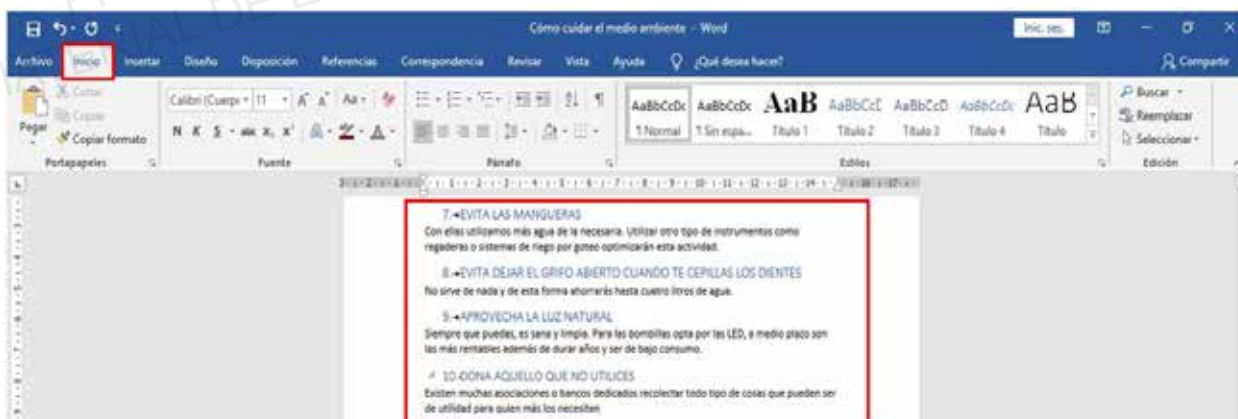 MATERIAL DE
Cómo cuidar el medio ambiente - Word
Inic. ses.
Archivo Inicio Insertar Diseño Disposición Referencias Correspondencia Revisar Vista Ayuda ¿Qué desea hacer? Compartir
Pegar
Cortar
Copiar
Copiar formato
Portapapeles
Calibri (Cuerpo 11
N K S
Fuente
Párrafo
AaBbCcDc AaBbCcDc AaB AaBbCcC AaBbCcD AaBbCcDc AaB
1 Normal 1 Sin espa... Título 1 Título 2 Título 3 Título 4 Título
Estilos
Buscar
Reemplazar
Seleccionar
Edición
7. EVITA LAS MANGUERAS
Con ellas utilizamos más agua de la necesaria. Utilizar otro tipo de instrumentos como
regaderas o sistemas de riego por goteo optimizarán esta actividad.
8. EVITA DEJAR EL GRIFO ABIERTO CUANDO TE CEPILLAS LOS DIENTES
No sirve de nada y de esta forma ahorrarás hasta cuatro litros de agua.
9. APROVECHA LA LUZ NATURAL
Siempre que puedas, es sana y limpia. Para las bombillas opta por las LED, a medio plazo son
las más rentables además de durar años y ser de bajo consumo.
10-DONA AQUELLO QUE NO UTILICES
Existen muchas asociaciones o bancos dedicados recolectar todo tipo de cosas que pueden ser
de utilidad para quien más los necesiten